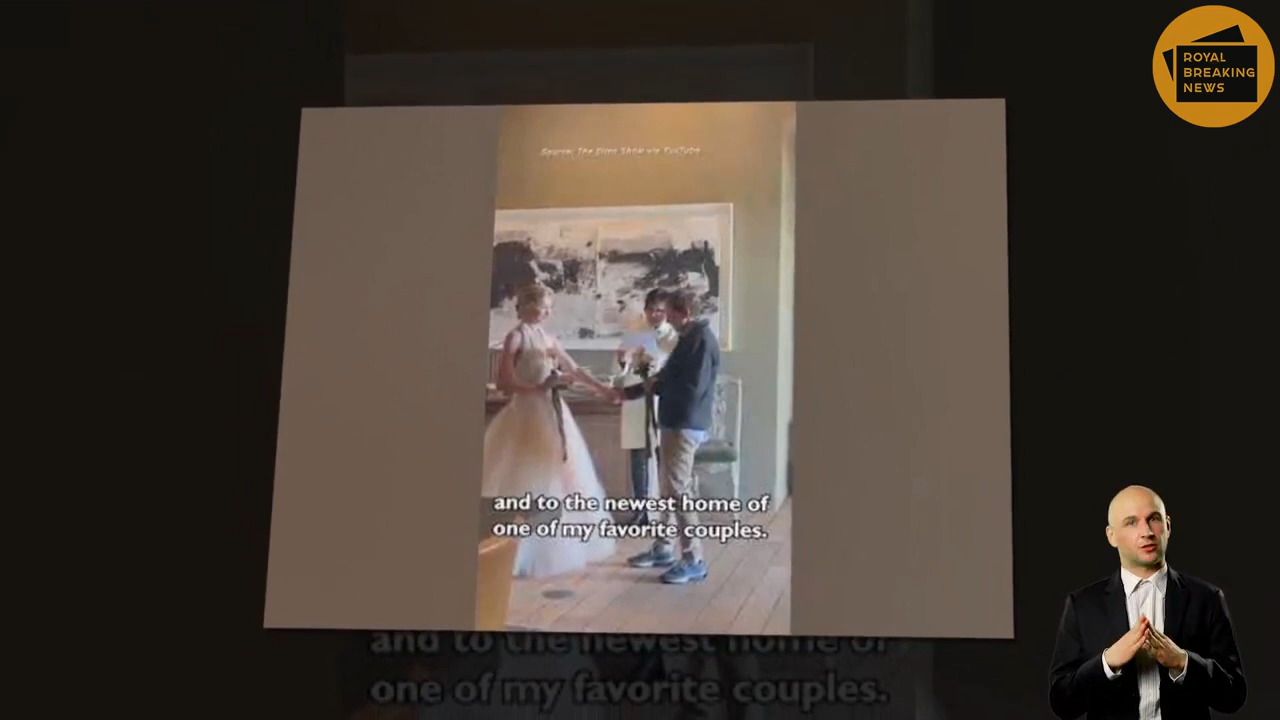 ROYAL
BREAKING
NEWS
Source: The Show via YouTube
and to the newest home of
one of my favorite couples.
and to the newest home of
one of my favorite couples.